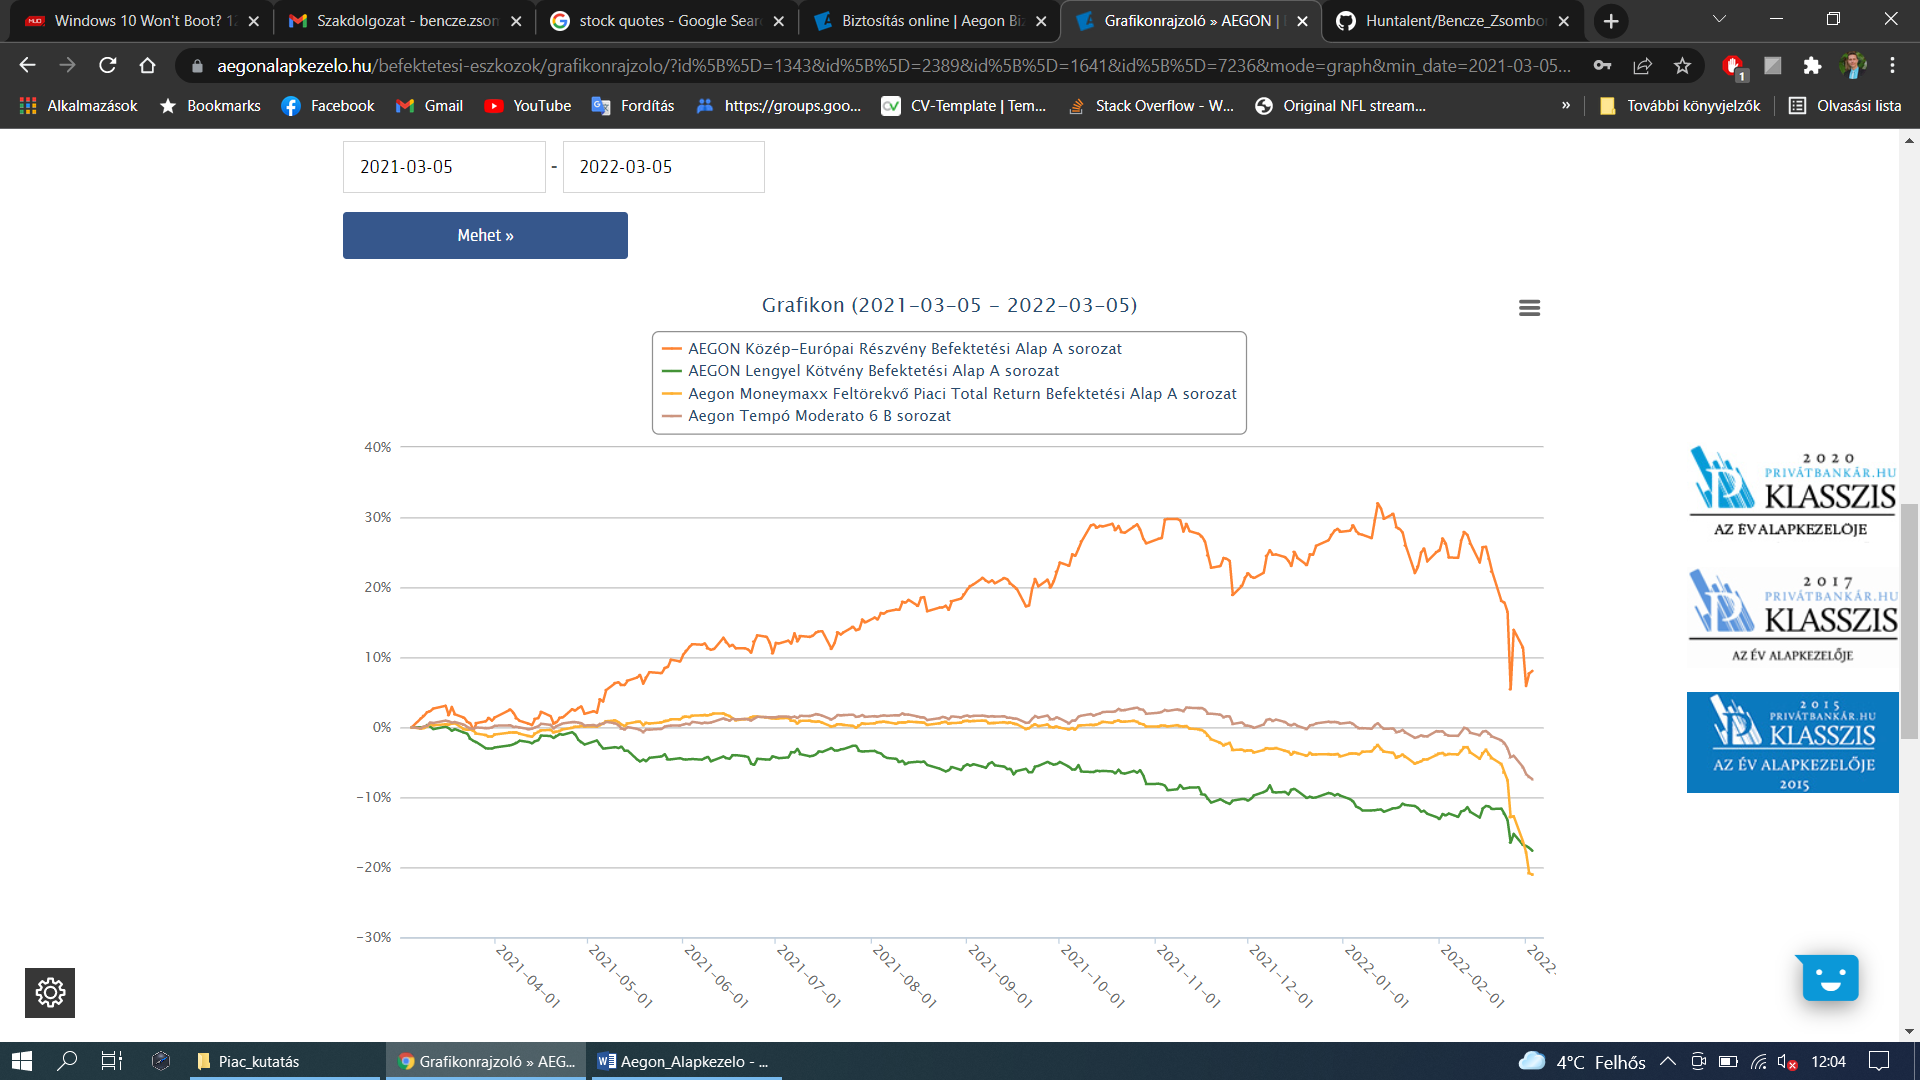 Windows 10 Won't Boot? 12
Szakdolgozat - bencze.zsom
stock quotes - Google Sear
Biztosítás online | Aegon Biz
Grafikonrajzoló » AEGON |
Huntalent/Bencze_Zsombor
aegonalapkezelo.hu/befektetesi-eszkozok/grafikonrajzolo/?id%5B%5D=1343&id%5B%5D=2389&id%5B%5D=1641&id%5B%5D=7236&mode=graph&min_date=2021-03-05...
1
Alkalmazások
Bookmarks
Facebook
Gmail
YouTube
Fordítás
https://groups.goo...
CV-Template | Tem...
Stack Overflow - W...
Original NFL stream...
»
További könyvjelzők
Olvasási lista
2021-03-05 - 2022-03-05
Mehet »
Grafikon (2021-03-05 - 2022-03-05)
AEGON Közép-Európai Részvény Befektetési Alap A sorozat
AEGON Lengyel Kötvény Befektetési Alap A sorozat
Aegon Moneymaxx Feltörekvő Piaci Total Return Befektetési Alap A sorozat
Aegon Tempó Moderato 6 B sorozat
40%
30%
20%
10%
0%
-10%
-20%
-30%
2021-04-01
2021-05-01
2021-06-01
2021-07-01
2021-08-01
2021-09-01
2021-10-01
2021-11-01
2021-12-01
2022-01-01
2022-02-01
2022-
2020
PRIVÁTBANKÁR.HU
KLASSZIS
AZ ÉV ALAPKEZELŐJE
2017
PRIVÁTBANKÁR.HU
KLASSZIS
AZ ÉV ALAPKEZELŐJE
2015
PRIVÁTBANKÁR.HU
KLASSZIS
AZ ÉV ALAPKEZELŐJE
2015
Piac_kutatás
Grafikonrajzoló » AEG...
Aegon_Alapkezelo - ...
4°C Felhős
12:04